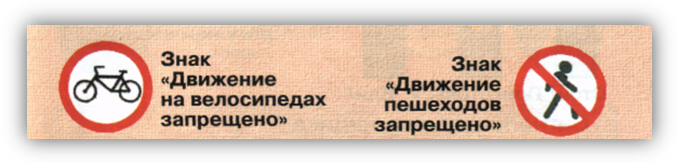 Знак
«Движение
на велосипедах
запрещено»
Знак
«Движение
пешеходов
запрещено»